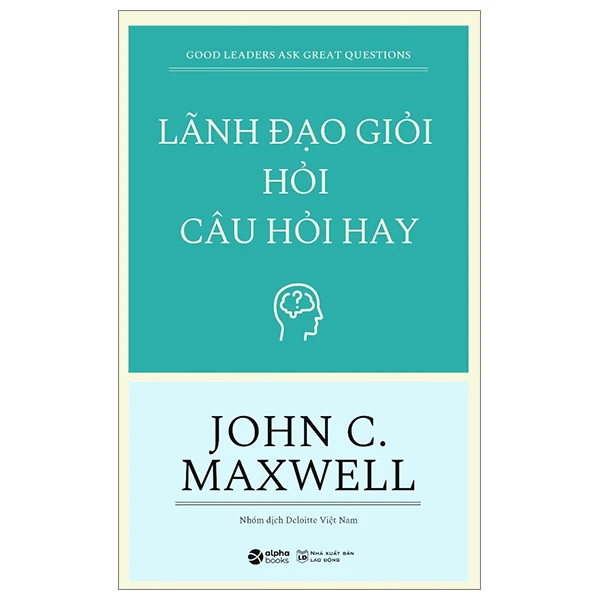 GOOD LEADERS ASK GREAT QUESTIONS
LÃNH ĐẠO GIỎI
HỎI
CÂU HỎI HAY
?
JOHN C.
MAXWELL
Nhóm dịch Deloitte Việt Nam
alpha
books
LĐ
NHÀ XUẤT BẢN
LAO ĐỘNG